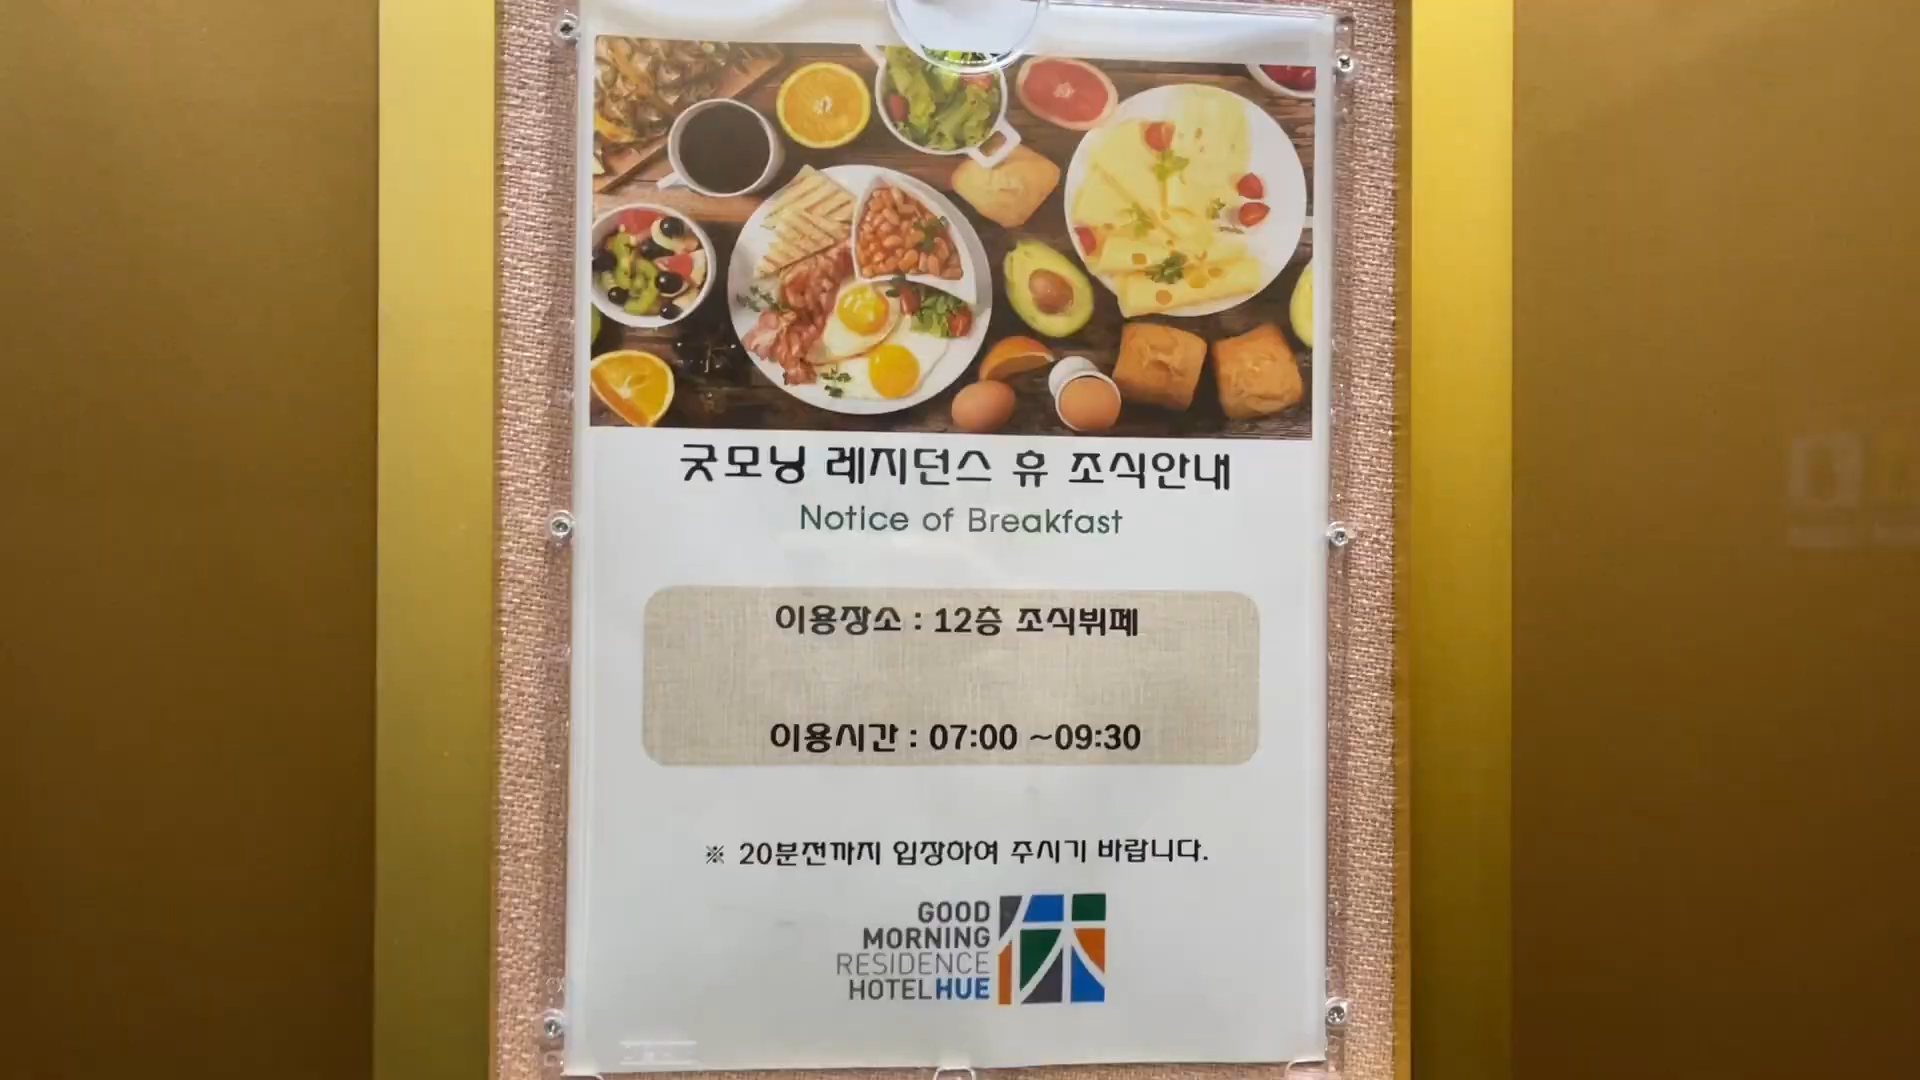 굿모닝 레지던스 휴 조식안내
Notice of Breakfast
이용장소 : 12층 조식뷔페
이용시간 : 07:00 ~09:30
※ 20분전까지 입장하여 주시기 바랍니다.
GOOD
MORNING
RESIDENCE
HOTELHUE
休